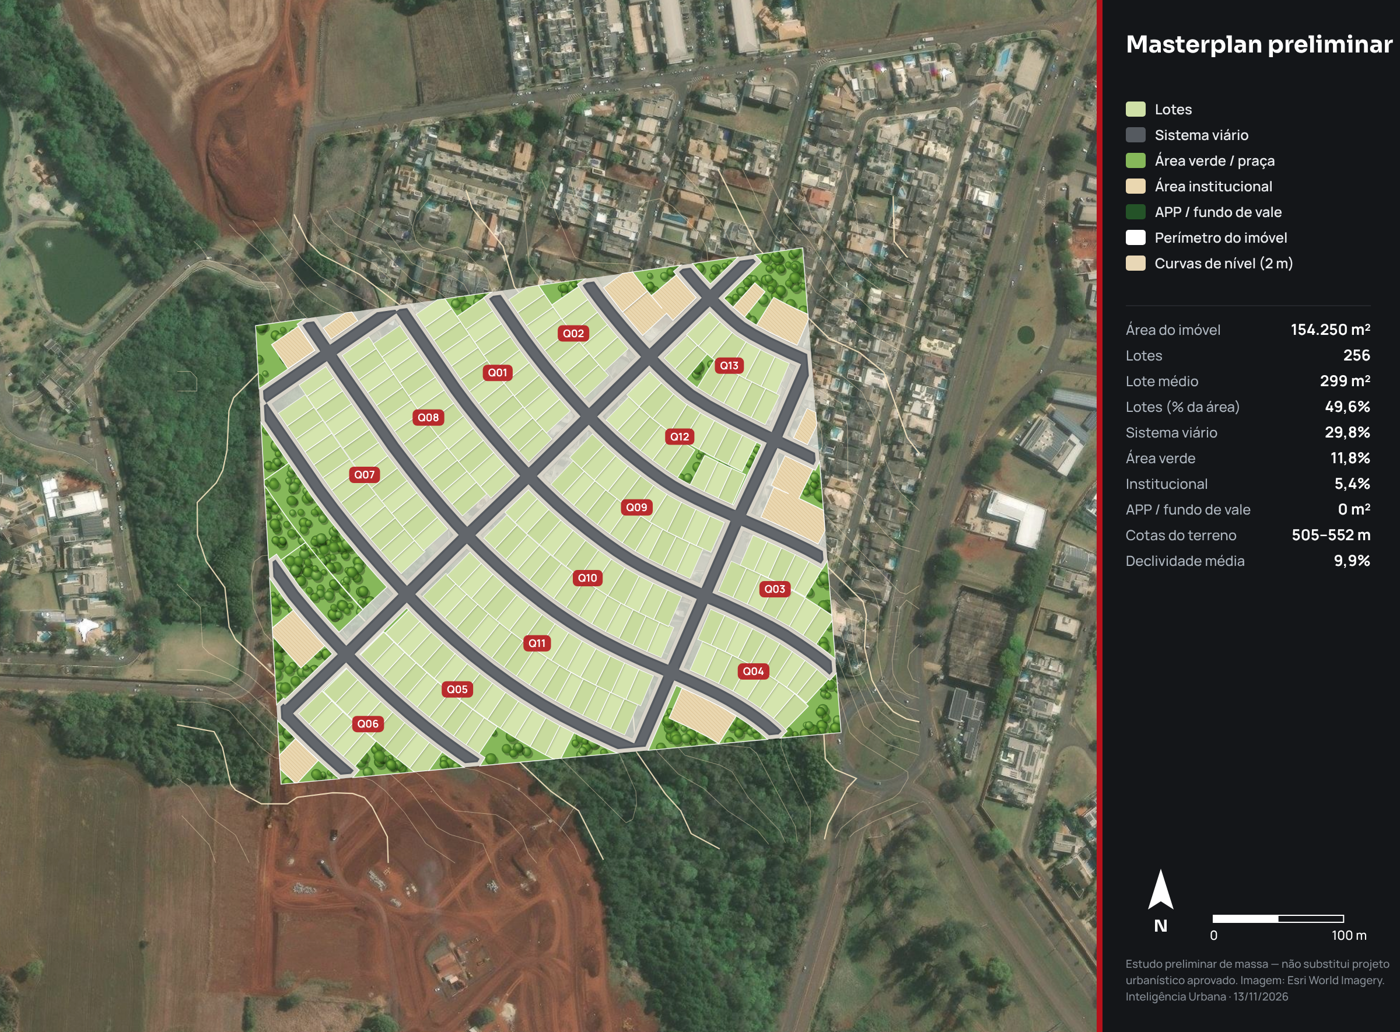 Masterplan preliminar
Lotes
Sistema viário
Área verde / praça
Área institucional
APP / fundo de vale
Perímetro do imóvel
Curvas de nível (2 m)
Área do imóvel 154.250 m²
Lotes 256
Lote médio 299 m²
Lotes (% da área) 49,6%
Sistema viário 29,8%
Área verde 11,8%
Institucional 5,4%
APP / fundo de vale 0 m²
Cotas do terreno 505–552 m
Declividade média 9,9%
Q02
Q13
Q01
Q08
Q12
Q07
Q09
Q10
Q03
Q11
Q04
Q05
Q06
N
0 100 m
Estudo preliminar de massa — não substitui projeto
urbanístico aprovado. Imagem: Esri World Imagery.
Inteligência Urbana · 13/11/2026